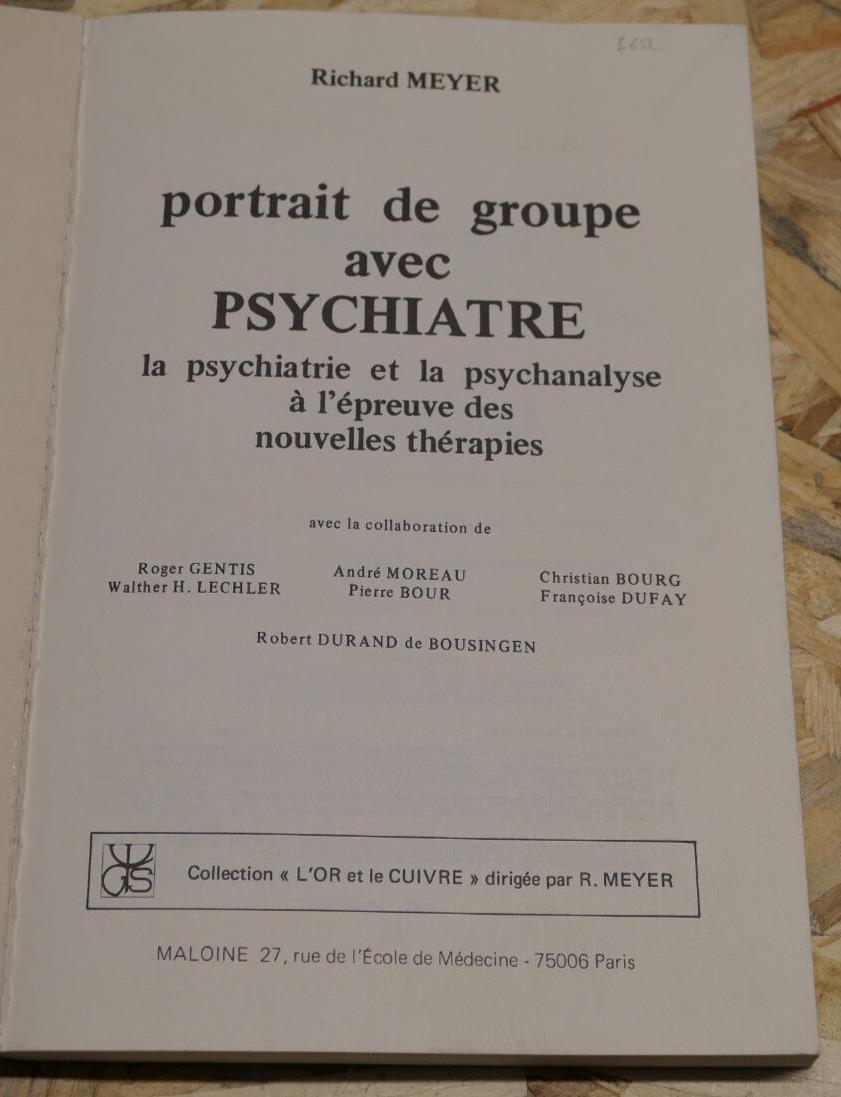 Richard MEYER
portrait de groupe
avec
PSYCHIATRE
la psychiatrie et la psychanalyse
à l'épreuve des
nouvelles thérapies
avec la collaboration de
Roger GENTIS André MOREAU Christian BOURG
Walther H. LECHLER Pierre BOUR Françoise DUFAY
Robert DURAND de BOUSINGEN
Collection « L'OR et le CUIVRE » dirigée par R. MEYER
MALOINE 27, rue de l'École de Médecine - 75006 Paris